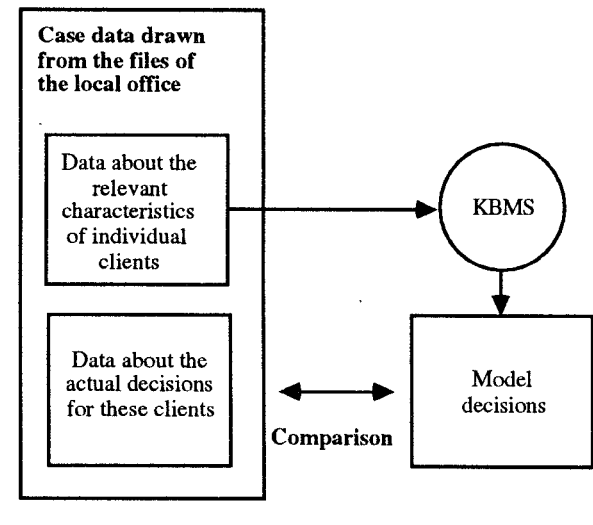 Case data drawn
from the files of
the local office
Data about the
relevant
characteristics
of individual
clients
KBMS
Data about the
actual decisions
for these clients
Comparison
Model
decisions